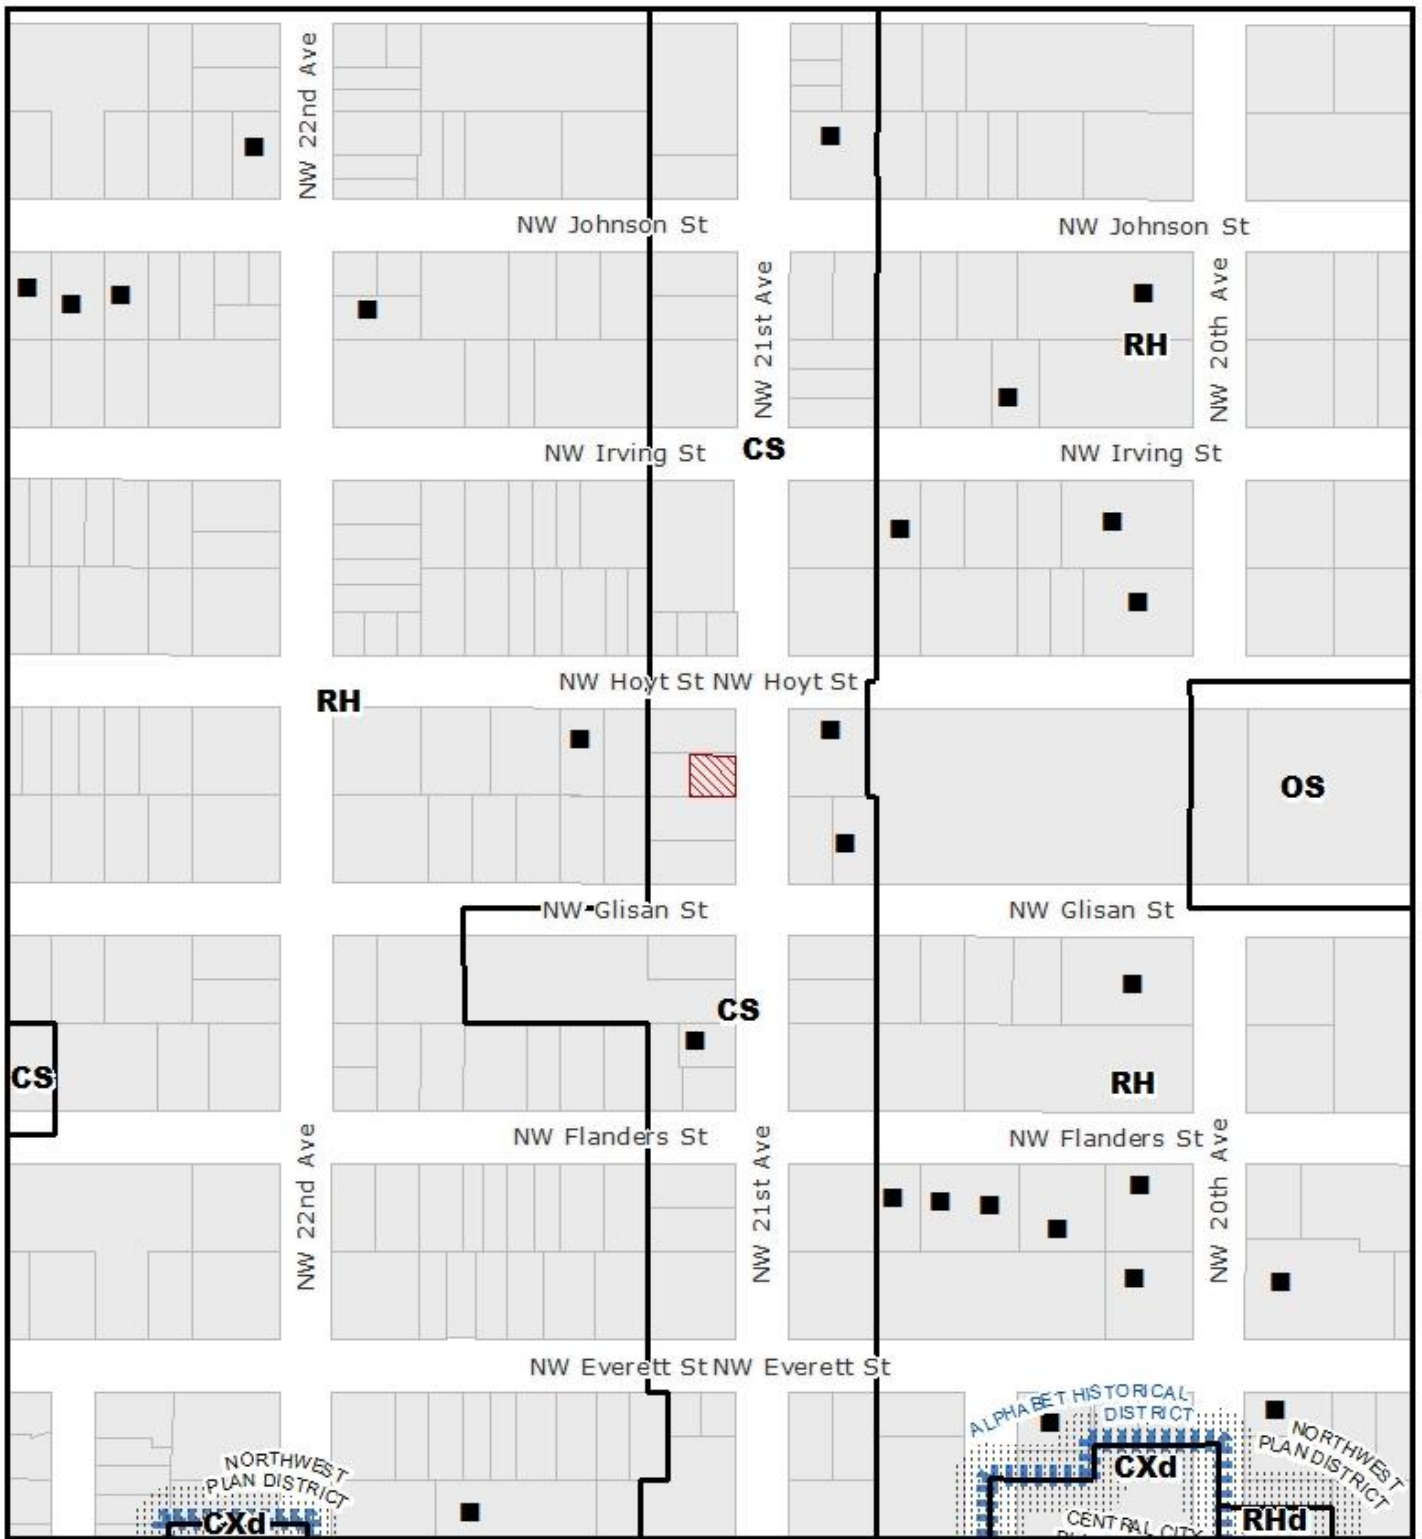 NW 22nd Ave
NW Johnson St
NW Johnson St
NW 21st Ave
NW 20th Ave
RH
NW Irving St
CS
NW Irving St
NW Hoyt St
NW Hoyt St
RH
OS
NW Glisan St
NW Glisan St
CS
CS
RH
NW Flanders St
NW Flanders St
NW 22nd Ave
NW 21st Ave
NW 20th Ave
NW Everett St
NW Everett St
ALPHABET HISTORICAL
DISTRICT
NORTHWEST
PLAN DISTRICT
NORTHWEST
PLAN DISTRICT
CXd
CXd
CENTRAL CITY
RHd